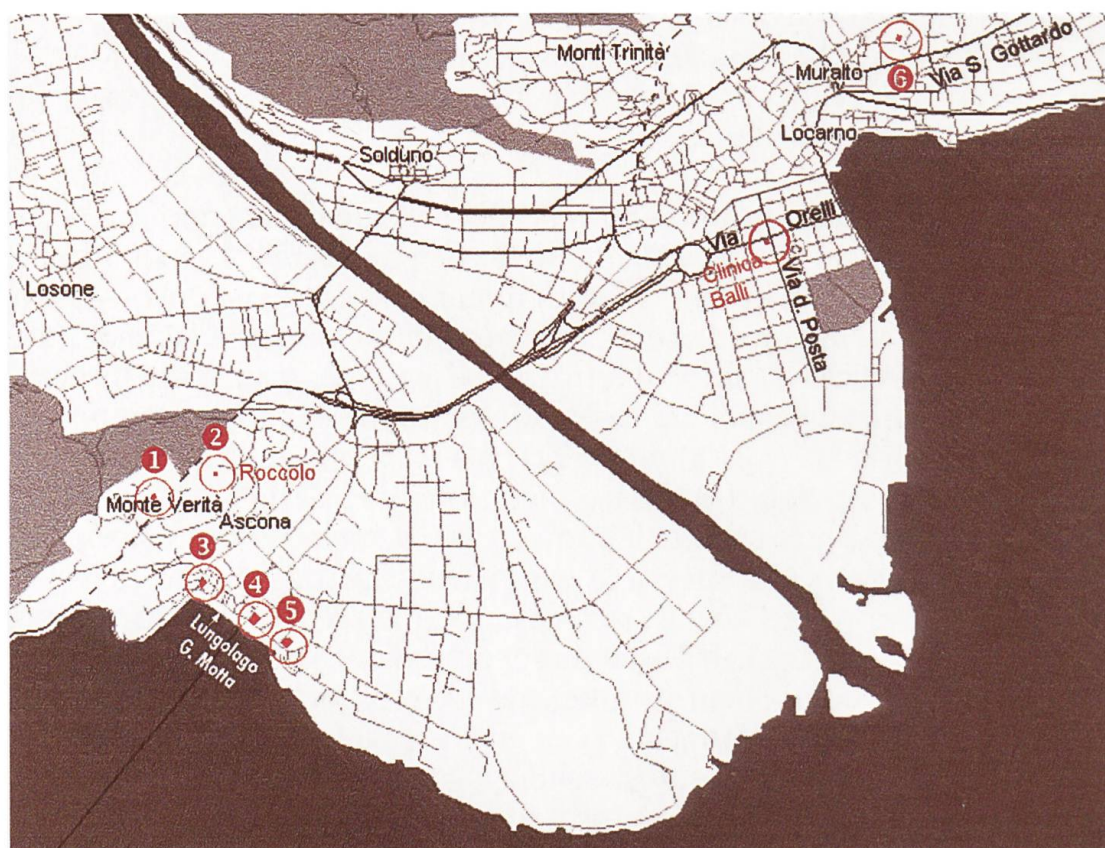 Monti Trinità
Muralto
6
Via S. Gottardo
Locarno
Solduno
Via Orelli
Clinica
Balli
Via d. Posta
Losone
2
1
Roccolo
Monte Verità
Ascona
3
4
5
Lungolago
G. Motta